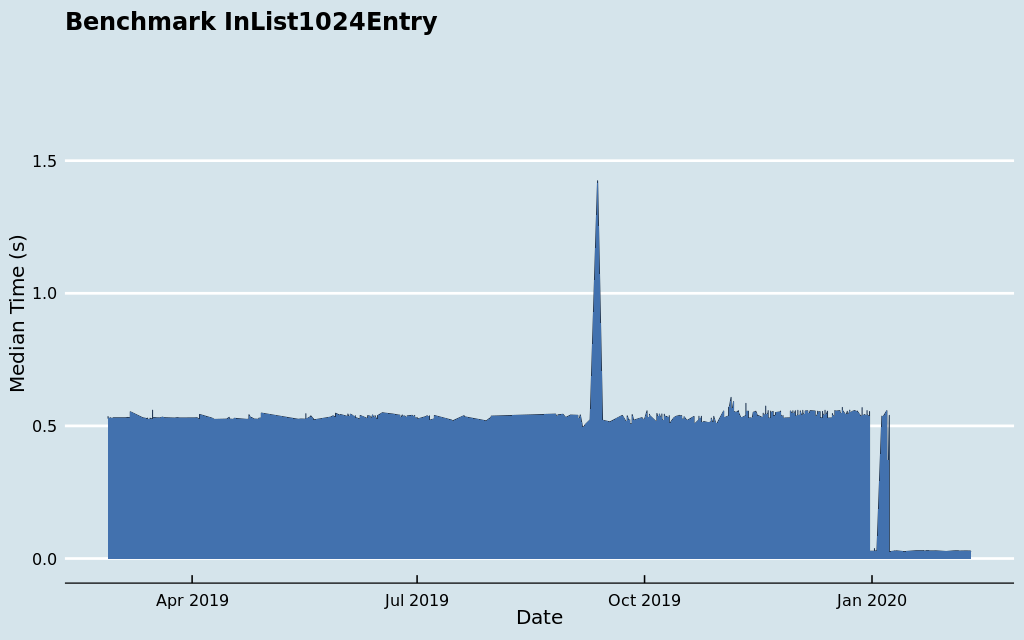 Benchmark InList1024Entry
Median Time (s)
1.5
1.0
0.5
0.0
Apr 2019
Jul 2019
Oct 2019
Jan 2020
Date